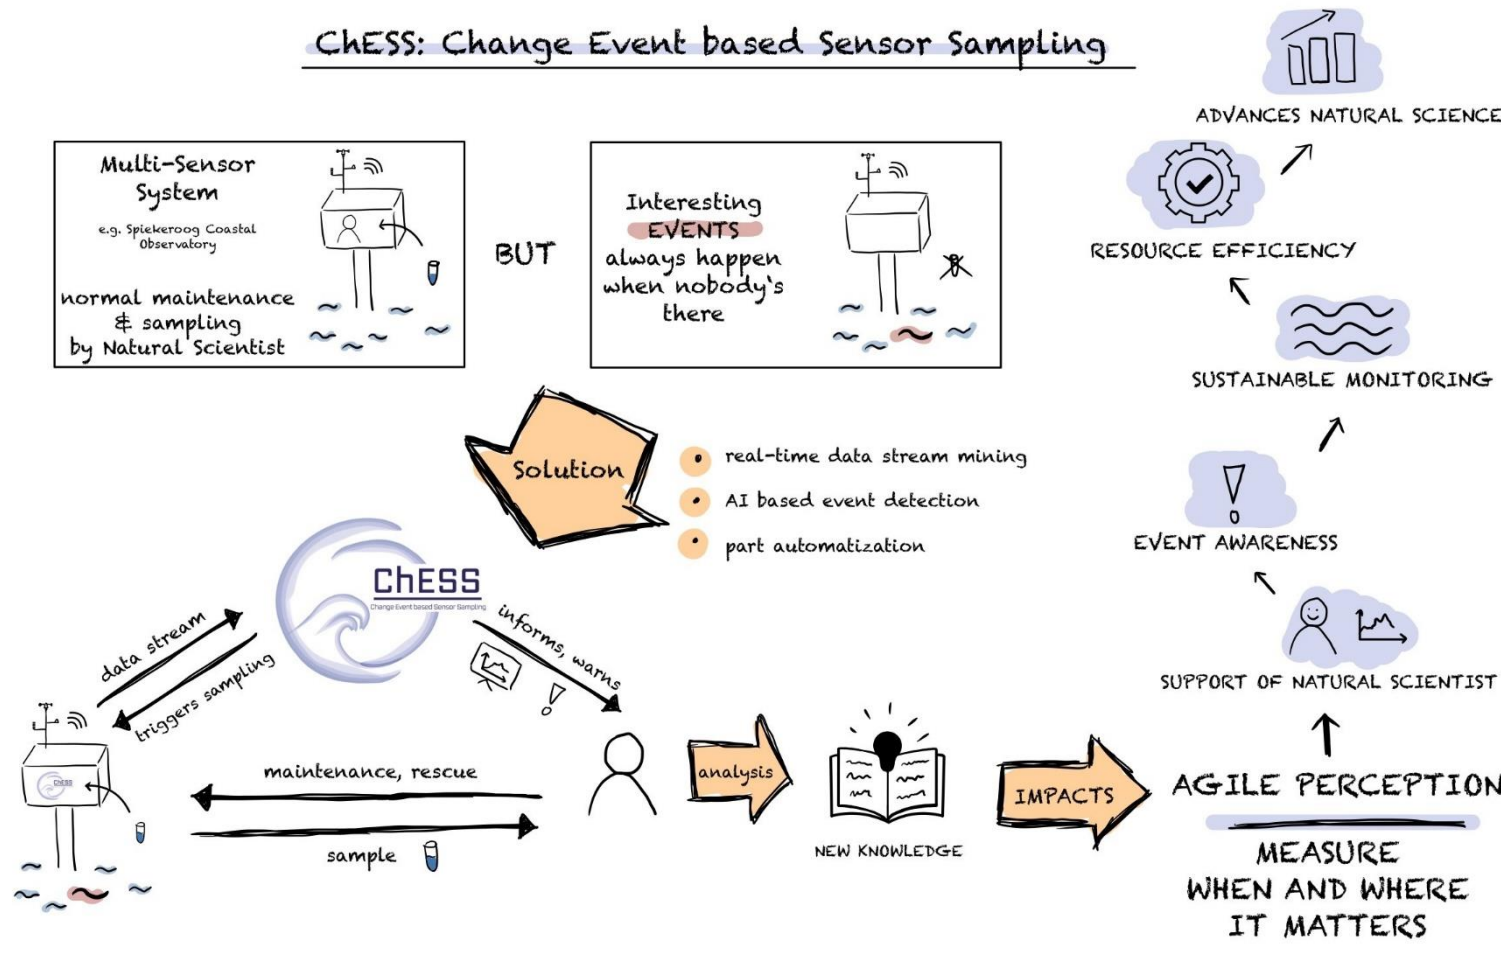 ChESS: Change Event based Sensor Sampling
Multi-Sensor
System
e.g. Spiekeroog Coastal
Observatory
normal maintenance
& sampling
by Natural Scientist
BUT
Interesting
EVENTS
always happen
when nobody's
there
Solution
real-time data stream mining
AI based event detection
part automatization
ChESS
Change Event based Sensor Sampling
data stream
triggers sampling
informs, warns
ChESS
maintenance, rescue
sample
analysis
NEW KNOWLEDGE
IMPACTS
ADVANCES NATURAL SCIENCE
RESOURCE EFFICIENCY
SUSTAINABLE MONITORING
EVENT AWARENESS
SUPPORT OF NATURAL SCIENTIST
AGILE PERCEPTION
MEASURE
WHEN AND WHERE
IT MATTERS